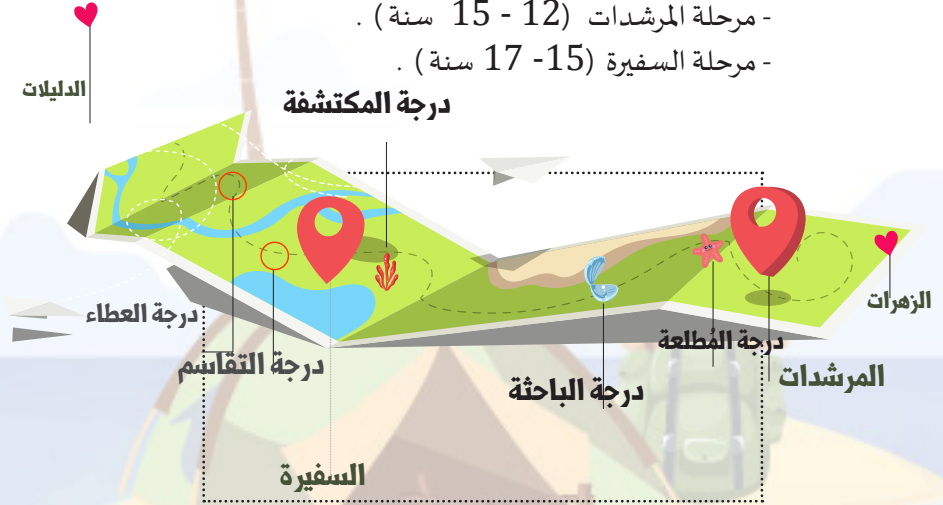 - مرحلة المرشدات (12 - 15 سنة) .
- مرحلة السفيرة (15- 17 سنة) .
الدليلات
درجة المكتشفة
الزهرات
درجة العطاء
درجة المُطلعة
درجة التقاسم
المرشدات
درجة الباحثة
السفيرة